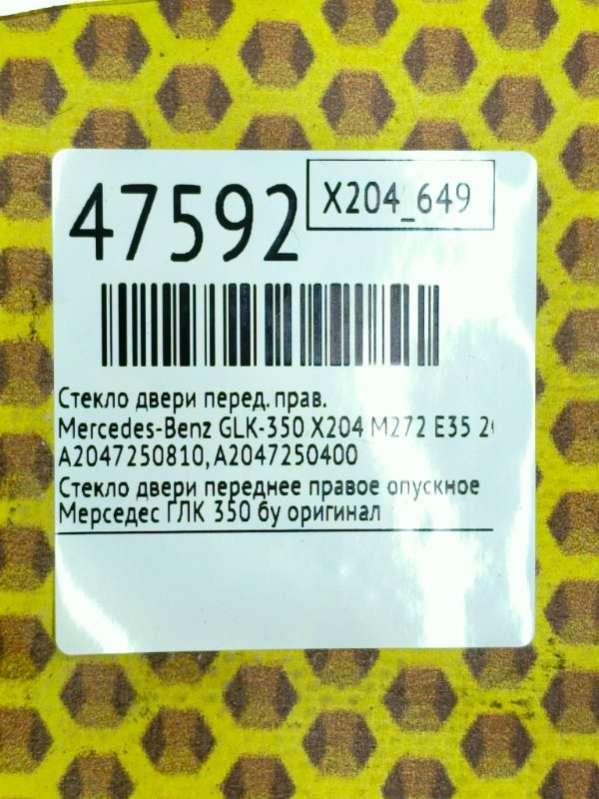 47592
X204_649
Стекло двери перед. прав.
Mercedes-Benz GLK-350 X204 M272 E35
A2047250810, A2047250400
Стекло двери переднее правое опускное
Мерседес ГЛК 350 бу оригинал